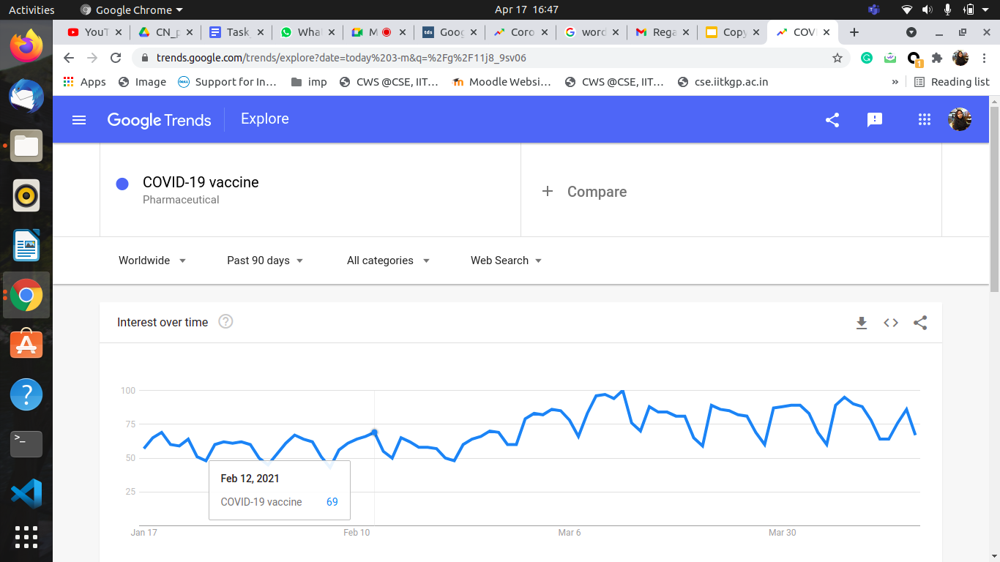 Activities Google Chrome Apr 17 16:47
YouT CN_p Task_ What M Goog Coro word Rega Copy COVI
trends.google.com/trends/explore?date=today%203-m&q=%2Fg%2F11j8_9sv06
1
Apps Image Support for In... imp CWS @CSE, IIT... Moodle Websi... CWS @CSE, IIT... cse.iitkgp.ac.in » Reading list
Google Trends Explore
COVID-19 vaccine
Pharmaceutical
+ Compare
Worldwide Past 90 days All categories Web Search
Interest over time
100
75
50
25
Feb 12, 2021
COVID-19 vaccine 69
Jan 17 Feb 10 Mar 6 Mar 30